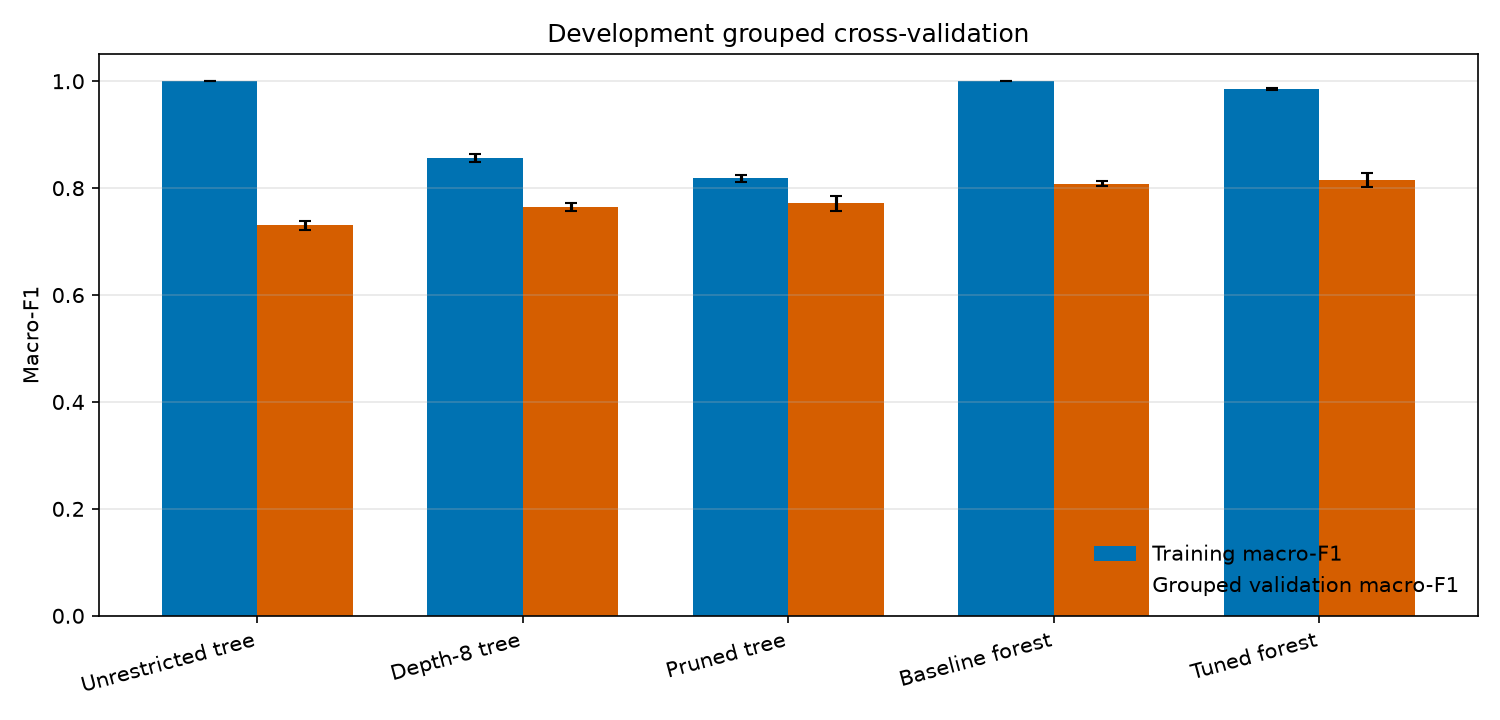 Development grouped cross-validation
Macro-F1
1.0
0.8
0.6
0.4
0.2
0.0
Training macro-F1
Grouped validation macro-F1
Unrestricted tree
Depth-8 tree
Pruned tree
Baseline forest
Tuned forest